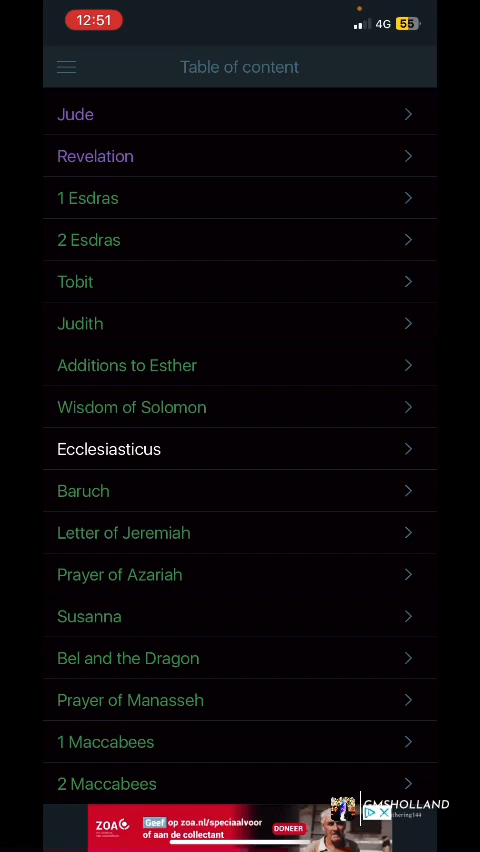 12:51
4G 55
Table of content
Jude
Revelation
1 Esdras
2 Esdras
Tobit
Judith
Additions to Esther
Wisdom of Solomon
Ecclesiasticus
Baruch
Letter of Jeremiah
Prayer of Azariah
Susanna
Bel and the Dragon
Prayer of Manasseh
1 Maccabees
2 Maccabees
ZOA
Geef op zoa.nl/speciaalvoor
of aan de collectant
DONEER
GMSHOLLAND
thering144